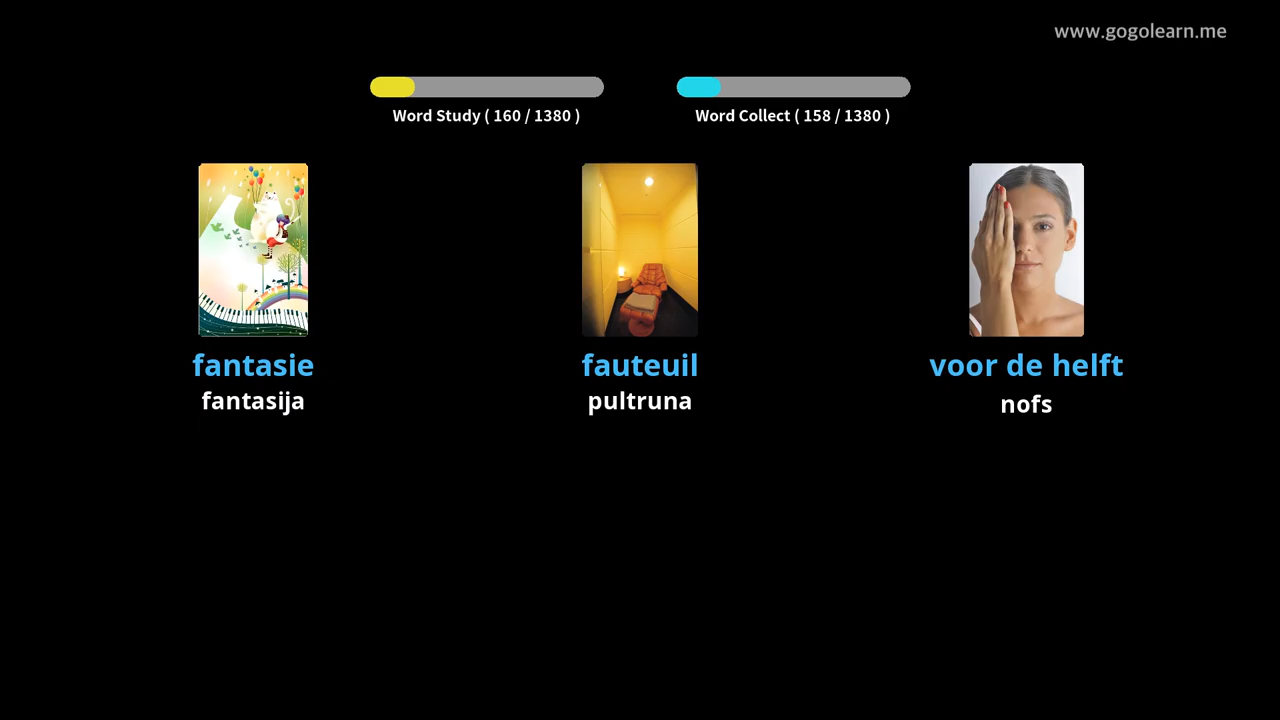 www.gogolearn.me
Word Study ( 160 / 1380 )
Word Collect ( 158 / 1380 )
fantasie
fantasija
fauteuil
pultruna
voor de helft
nofs